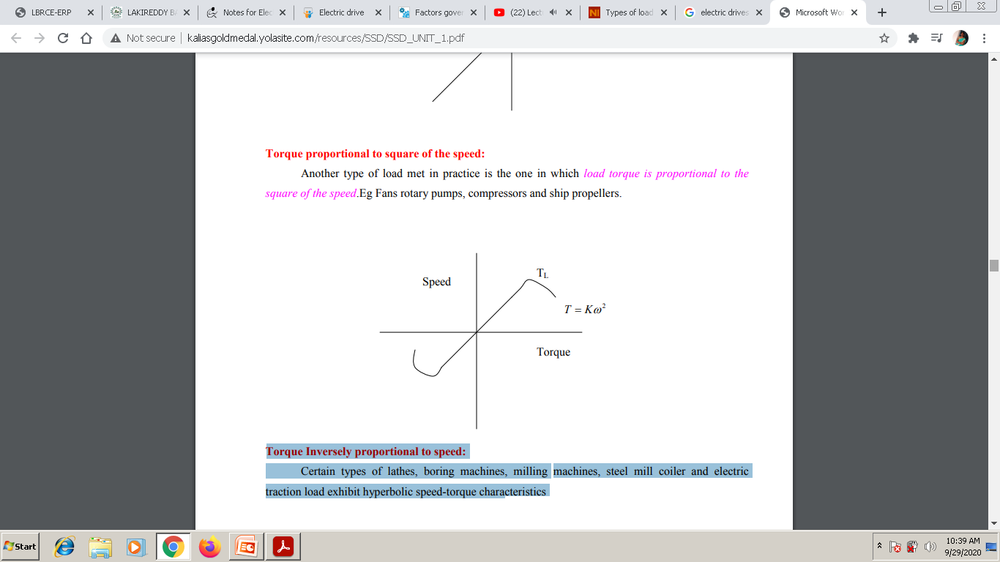 LBRCE-ERP
LAKIREDDY BA
Notes for Elec
Electric drive
Factors gover
(22) Lect
Types of load
electric drives
Microsoft Wor
Not secure | kaliasgoldmedal.yolasite.com/resources/SSD/SSD_UNIT_1.pdf
Torque proportional to square of the speed:
Another type of load met in practice is the one in which load torque is proportional to the
square of the speed.Eg Fans rotary pumps, compressors and ship propellers.
T_L
Speed
T = Kω²
Torque
Torque Inversely proportional to speed:
Certain types of lathes, boring machines, milling machines, steel mill coiler and electric
traction load exhibit hyperbolic speed-torque characteristics
Start
10:39 AM
9/29/2020